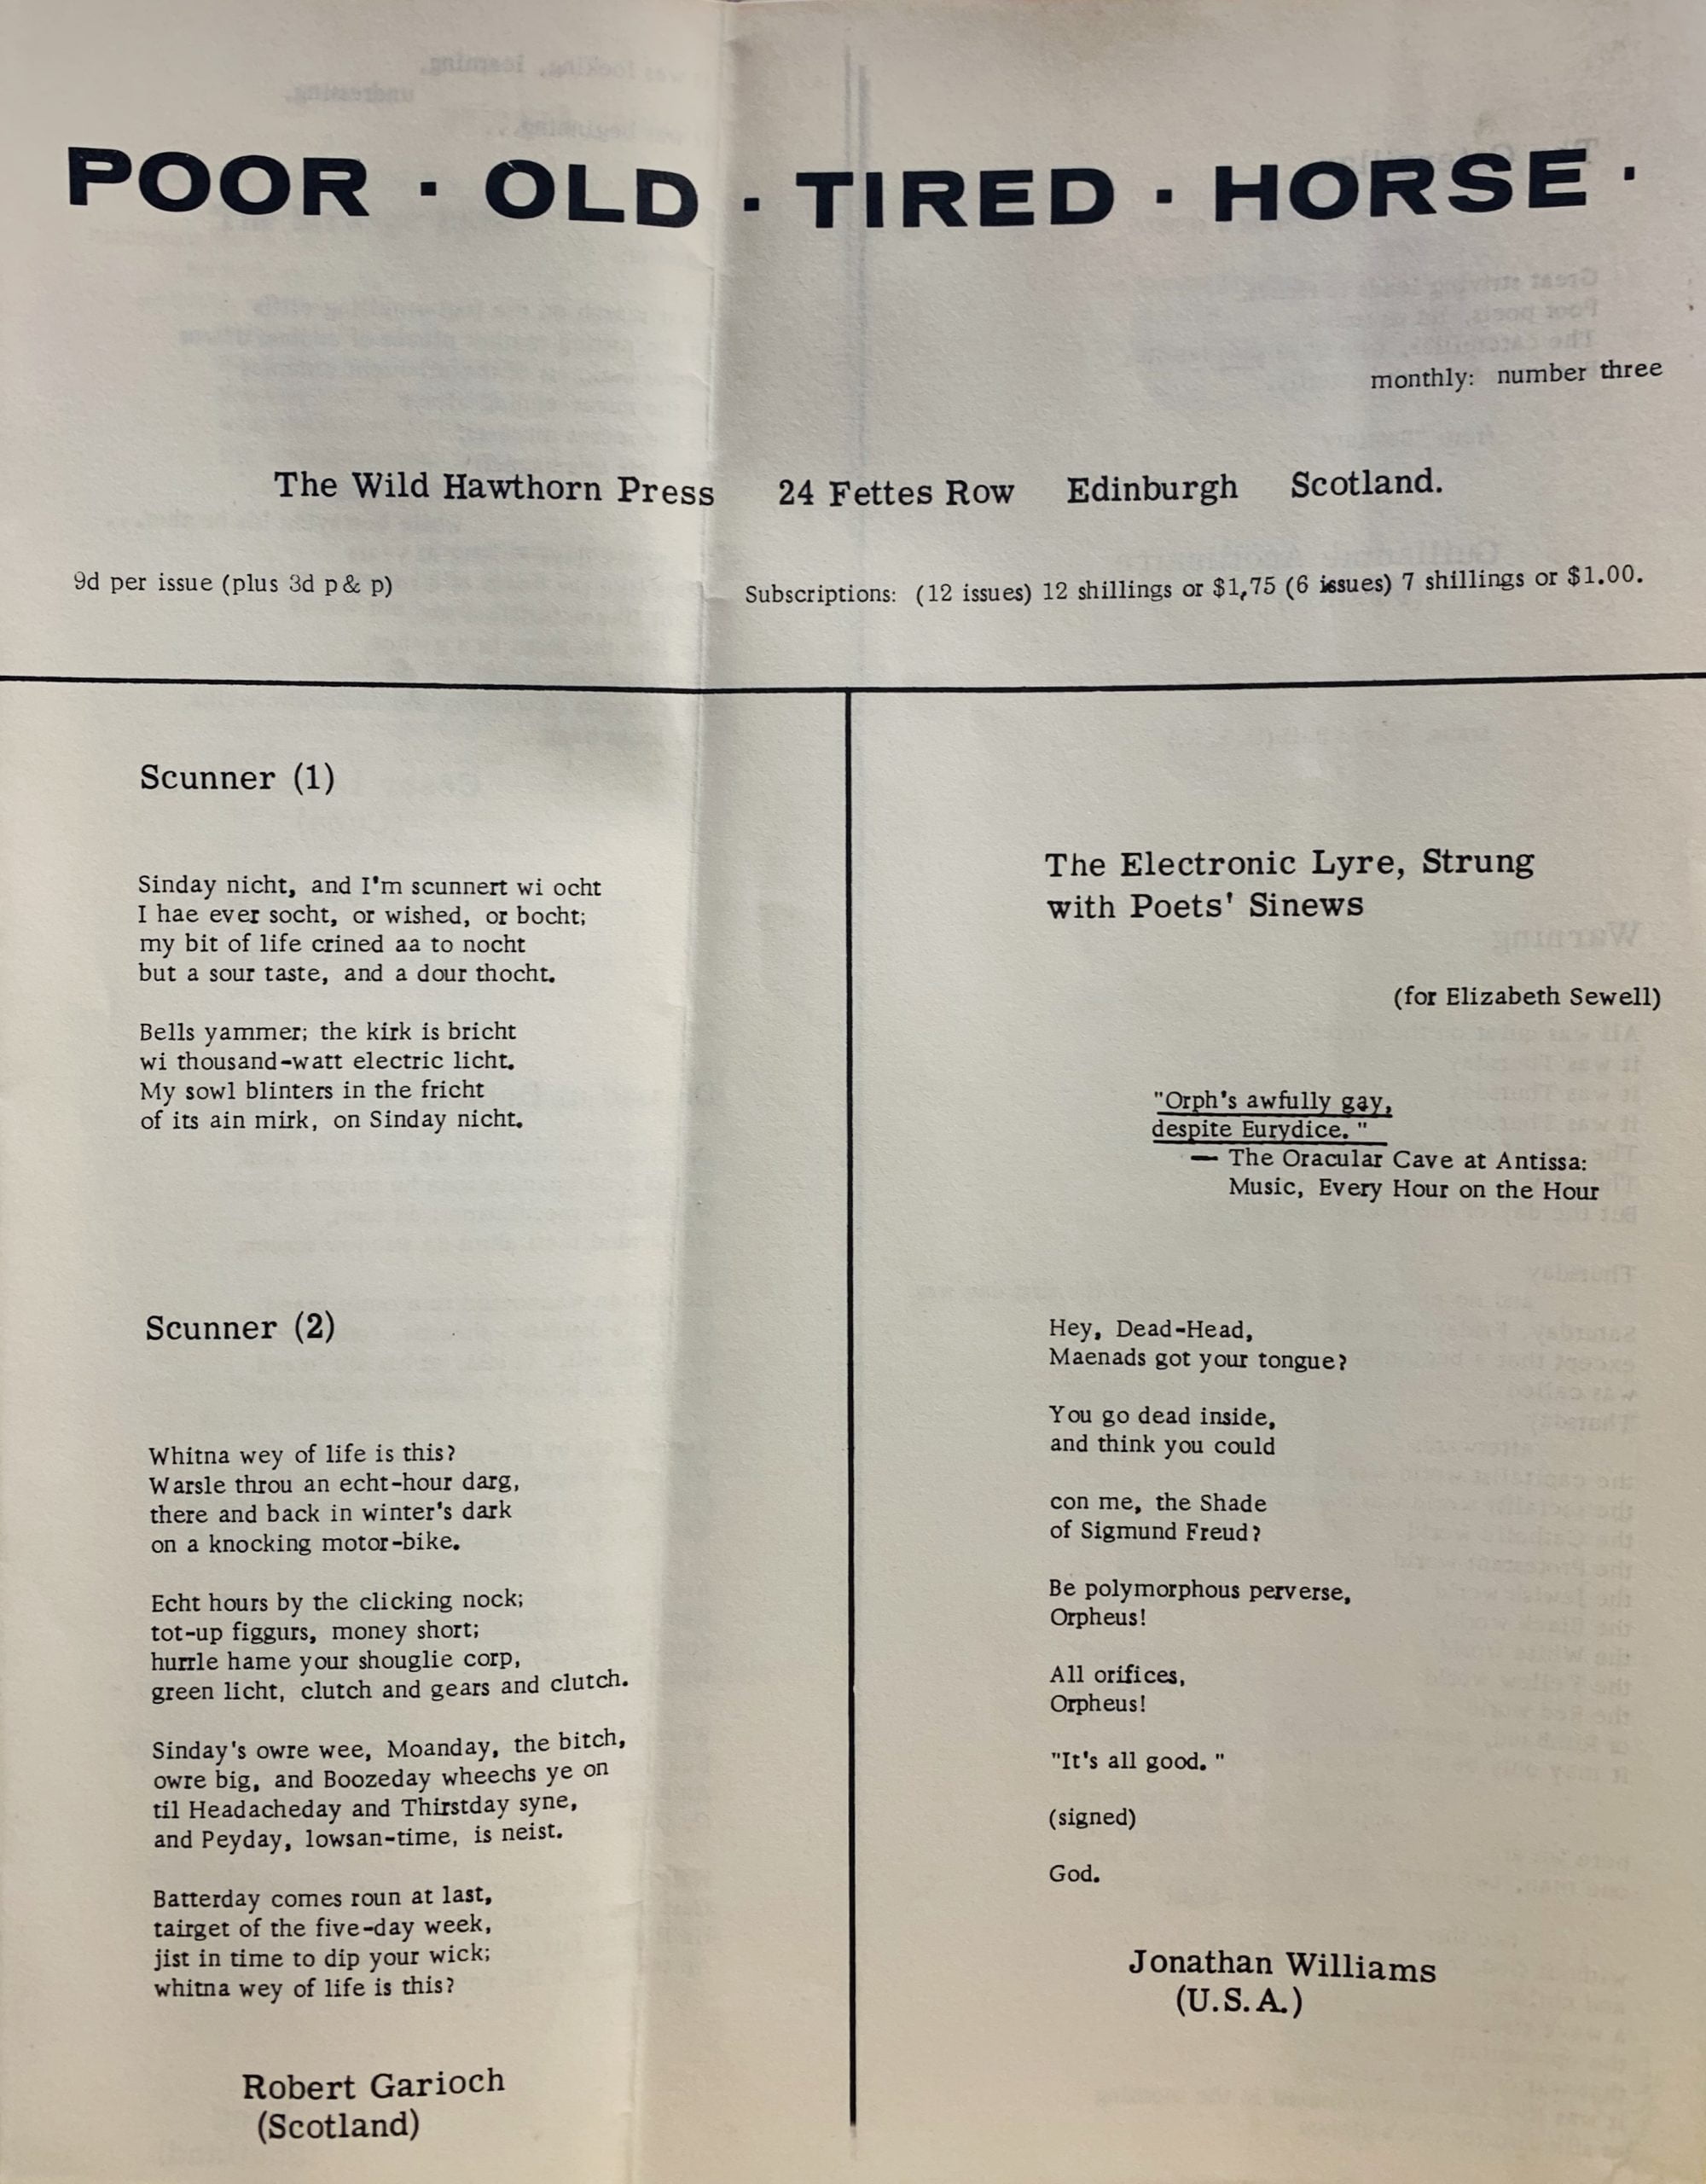 POOR · OLD · TIRED · HORSE ·
monthly: number three
The Wild Hawthorn Press 24 Fettes Row Edinburgh Scotland.
9d per issue (plus 3d p & p) Subscriptions: (12 issues) 12 shillings or $1,75 (6 issues) 7 shillings or $1.00.
Scunner (1)
Sinday nicht, and I'm scunnert wi ocht
I hae ever socht, or wished, or bocht;
my bit of life crined aa to nocht
but a sour taste, and a dour thocht.
Bells yammer; the kirk is bricht
wi thousand-watt electric licht.
My sowl blinters in the fricht
of its ain mirk, on Sinday nicht.
Scunner (2)
Whitna wey of life is this?
Warsle throu an echt-hour darg,
there and back in winter's dark
on a knocking motor-bike.
Echt hours by the clicking nock;
tot-up figgurs, money short;
hurrle hame your shouglie corp,
green licht, clutch and gears and clutch.
Sinday's owre wee, Moanday, the bitch,
owre big, and Boozeday wheechs ye on
til Headacheday and Thirstday syne,
and Peyday, lowsan-time, is neist.
Batterday comes roun at last,
tairget of the five-day week,
jist in time to dip your wick;
whitna wey of life is this?
Robert Garioch
(Scotland)
The Electronic Lyre, Strung
with Poets' Sinews
(for Elizabeth Sewell)
"Orph's awfully gay,
despite Eurydice. "
— The Oracular Cave at Antissa:
Music, Every Hour on the Hour
Hey, Dead-Head,
Maenads got your tongue?
You go dead inside,
and think you could
con me, the Shade
of Sigmund Freud?
Be polymorphous perverse,
Orpheus!
All orifices,
Orpheus!
"It's all good. "
(signed)
God.
Jonathan Williams
(U.S.A.)